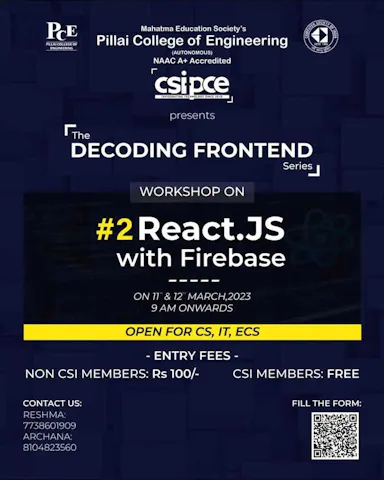 PCE
PILLAI COLLEGE OF ENGINEERING
Mahatma Education Society's
Pillai College of Engineering
(AUTONOMOUS)
NAAC A+ Accredited
csipce
presents
The
DECODING FRONTEND
Series
WORKSHOP ON
#2 React.JS
with Firebase
ON 11th & 12th MARCH,2023
9 AM ONWARDS
OPEN FOR CS, IT, ECS
- ENTRY FEES -
NON CSI MEMBERS: Rs 100/-
CSI MEMBERS: FREE
CONTACT US:
RESHMA:
7738601909
ARCHANA:
8104823560
FILL THE FORM: